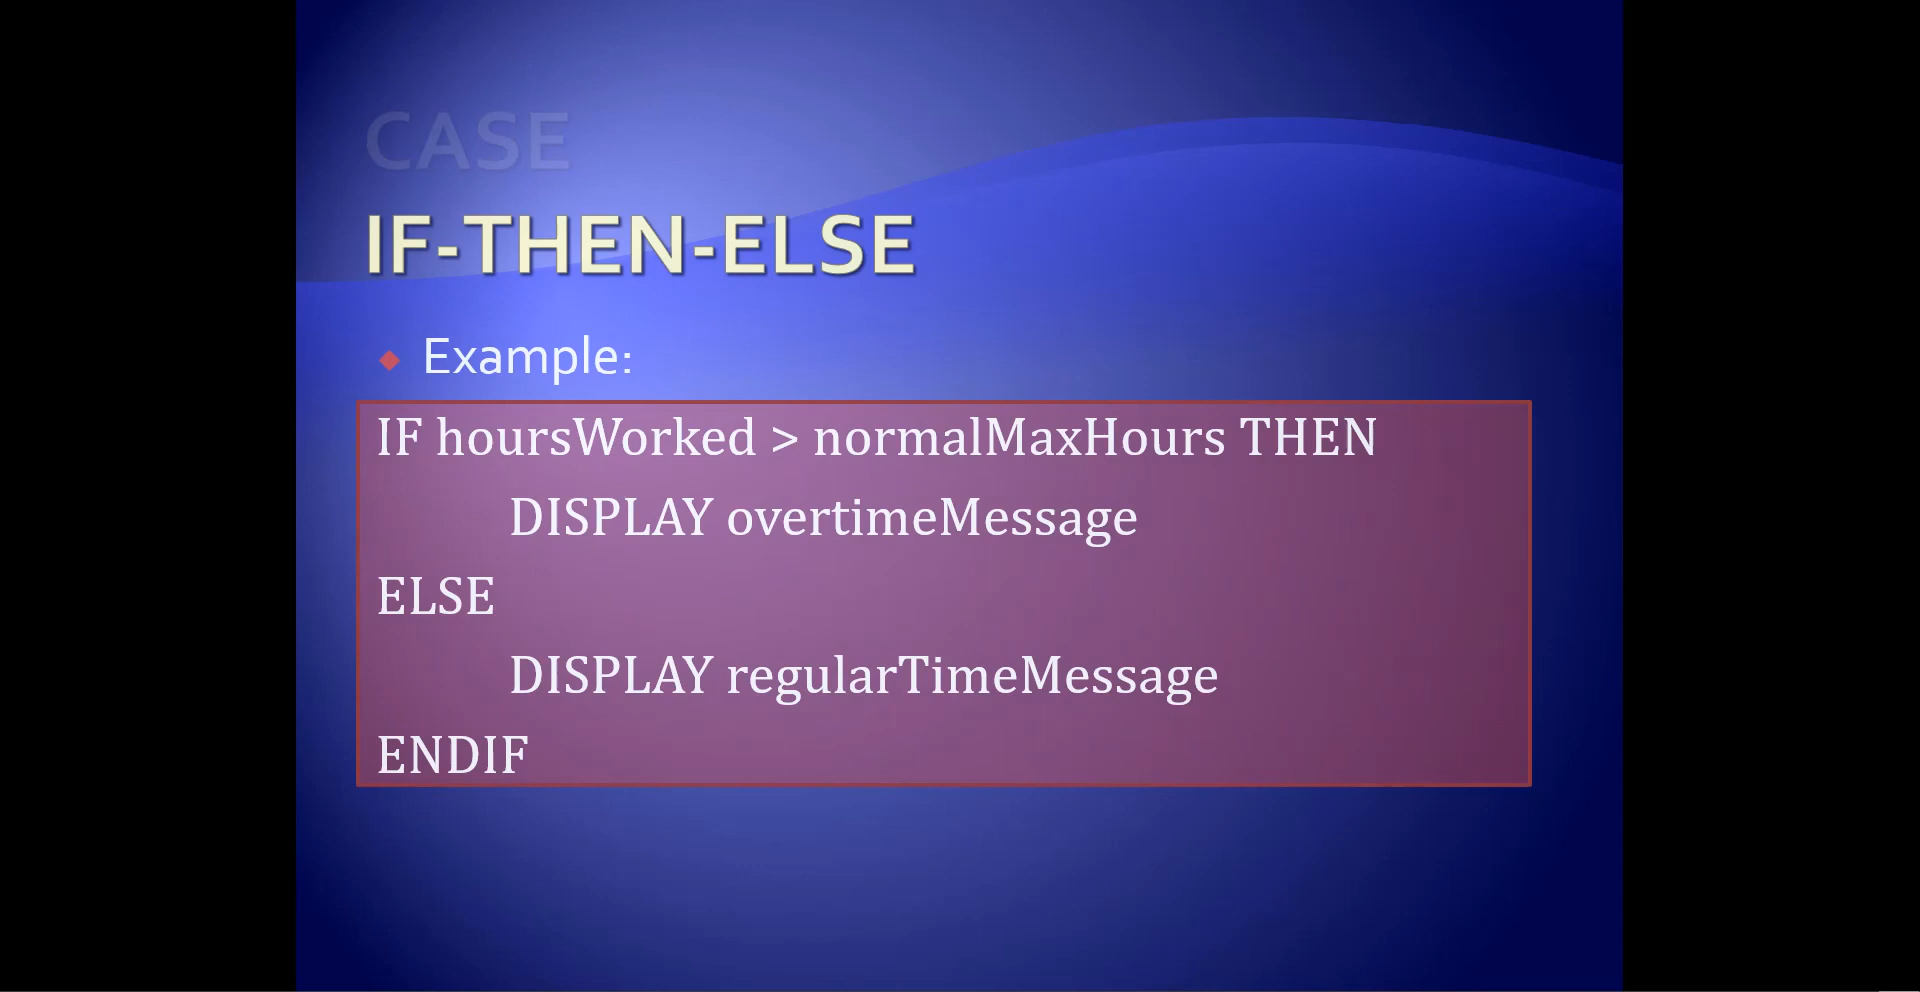 CASE
IF-THEN-ELSE
Example:
IF hoursWorked > normalMaxHours THEN
DISPLAY overtimeMessage
ELSE
DISPLAY regularTimeMessage
ENDIF